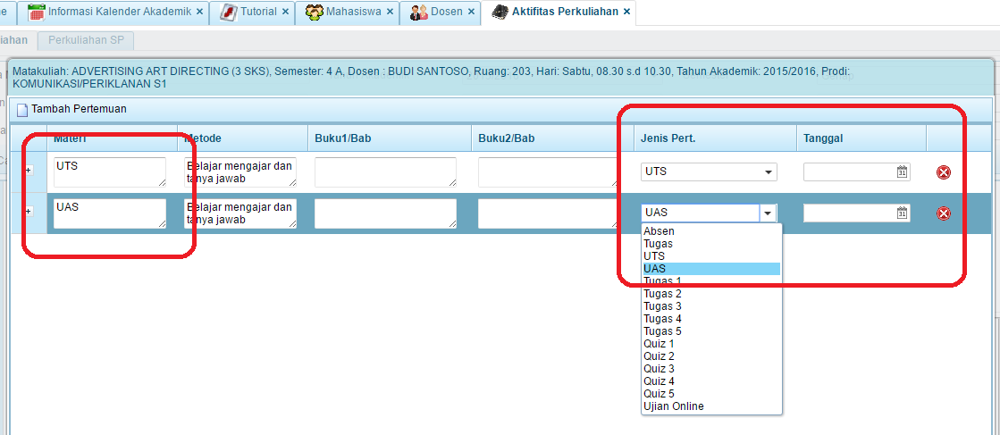 ne Informasi Kalender Akademik Tutorial Mahasiswa Dosen Aktifitas Perkuliahan
iahan Perkuliahan SP
Matakuliah: ADVERTISING ART DIRECTING (3 SKS), Semester: 4 A, Dosen : BUDI SANTOSO, Ruang: 203, Hari: Sabtu, 08.30 s.d 10.30, Tahun Akademik: 2015/2016, Prodi:
KOMUNIKASI/PERIKLANAN S1
Tambah Pertemuan
Materi Metode Buku1/Bab Buku2/Bab Jenis Pert. Tanggal
UTS Belajar mengajar dan UTS 31
tanya jawab
UAS Belajar mengajar dan UAS 31
tanya jawab
Absen
Tugas
UTS
UAS
Tugas 1
Tugas 2
Tugas 3
Tugas 4
Tugas 5
Quiz 1
Quiz 2
Quiz 3
Quiz 4
Quiz 5
Ujian Online